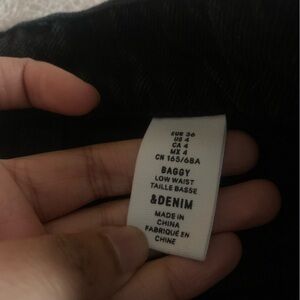 EUR 36
US 4
CA 4
MX 4
CN 165/68A
BAGGY
LOW WAIST
TAILLE BASSE
&DENIM
MADE IN
CHINA
FABRIQUÉ EN
CHINE